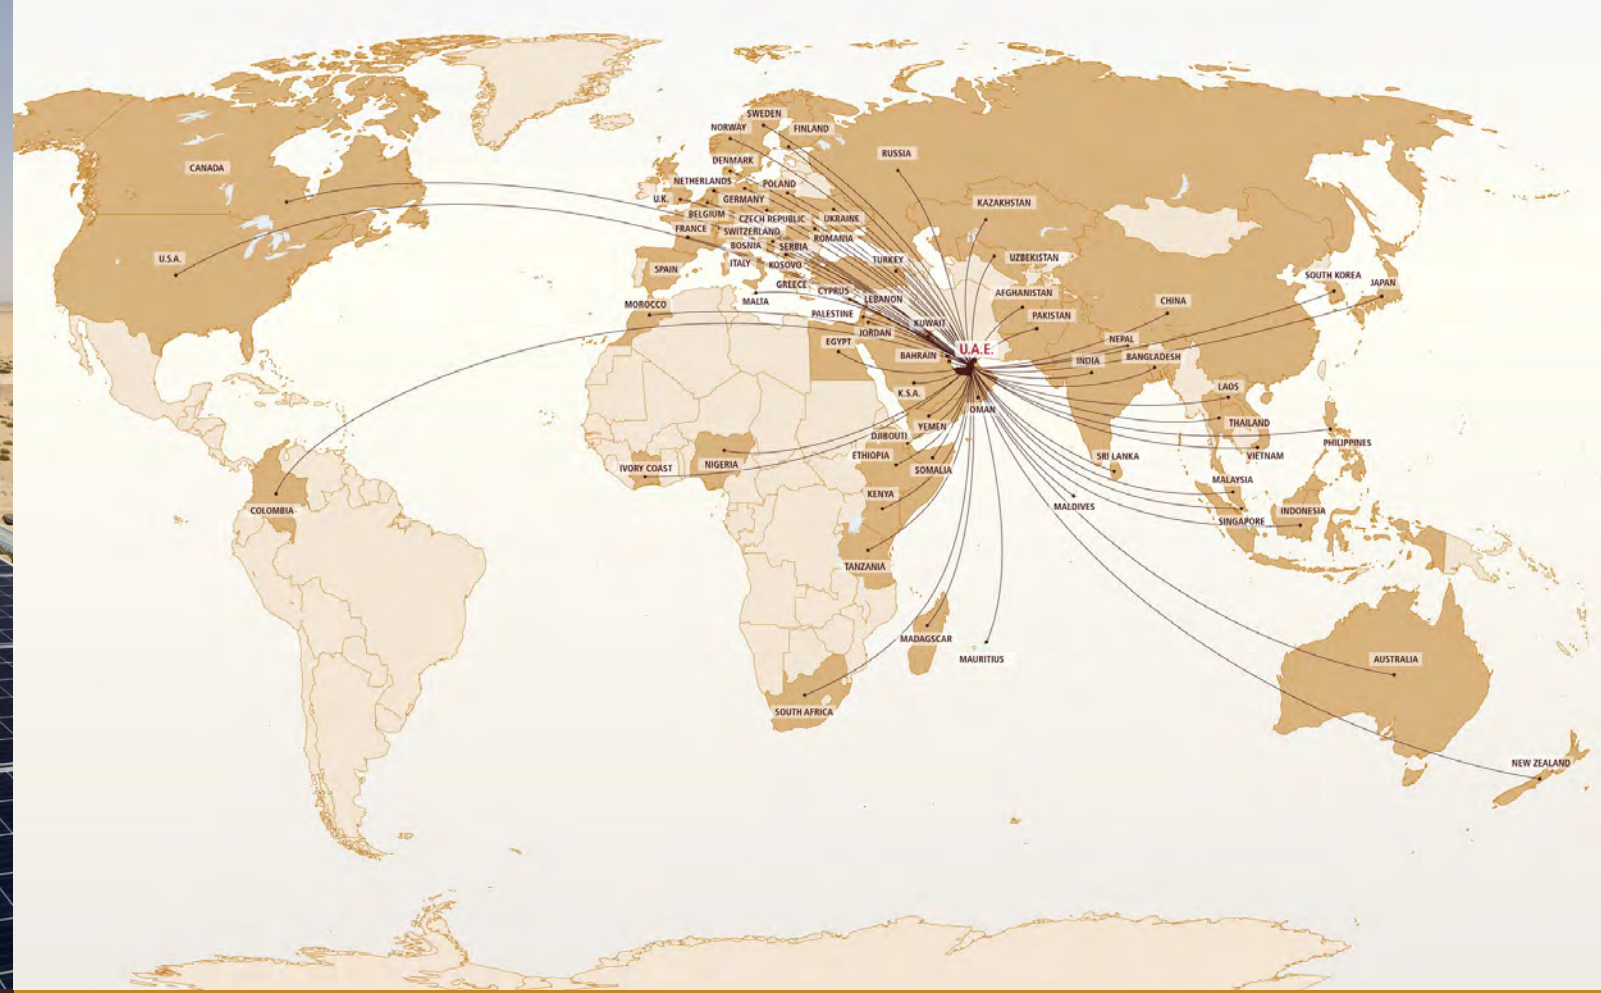 SWEDEN
NORWAY
FINLAND
DENMARK
RUSSIA
CANADA
NETHERLANDS
POLAND
U.K.
GERMANY
KAZAKHSTAN
BELGIUM
CZECH REPUBLIC
UKRAINE
FRANCE
SWITZERLAND
ROMANIA
BOSNIA
SERBIA
U.S.A.
ITALY
KOSOVO
TURKEY
UZBEKISTAN
SPAIN
SOUTH KOREA
JAPAN
GREECE
CYPRUS
AFGHANISTAN
MOROCCO
MALTA
LEBANON
CHINA
PALESTINE
PAKISTAN
KUWAIT
JORDAN
EGYPT
NEPAL
U.A.E.
BAHRAIN
INDIA
BANGLADESH
K.S.A.
LAOS
OMAN
YEMEN
THAILAND
DJIBOUTI
PHILIPPINES
ETHIOPIA
SRI LANKA
VIETNAM
IVORY COAST
NIGERIA
SOMALIA
MALAYSIA
KENYA
MALDIVES
COLOMBIA
INDONESIA
SINGAPORE
TANZANIA
MADAGSCAR
MAURITIUS
AUSTRALIA
SOUTH AFRICA
NEW ZEALAND